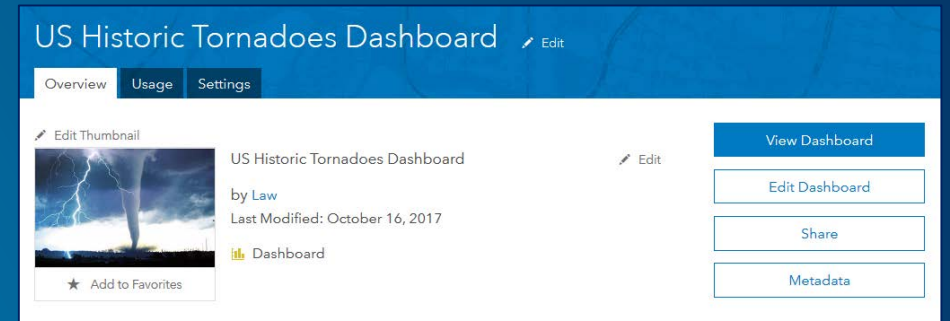 US Historic Tornadoes Dashboard Edit
Overview Usage Settings
Edit Thumbnail
US Historic Tornadoes Dashboard Edit
by Law
Last Modified: October 16, 2017
Dashboard
Add to Favorites
View Dashboard
Edit Dashboard
Share
Metadata